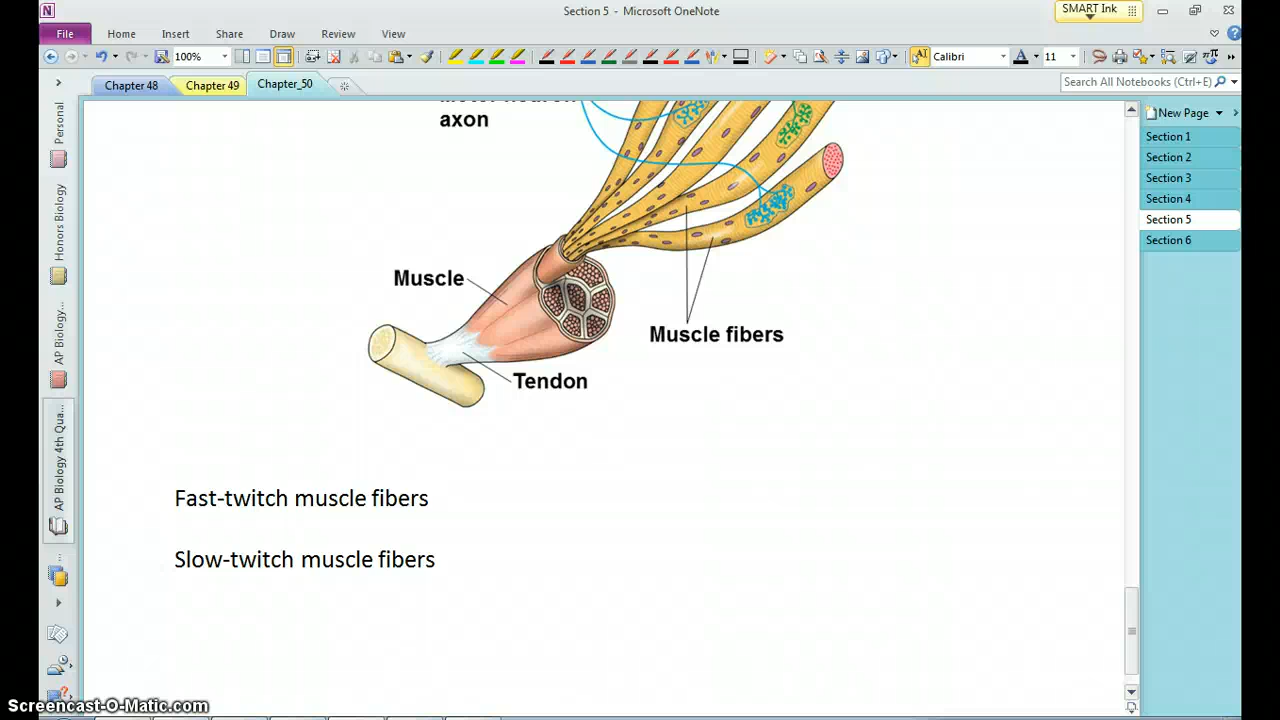 Section 5 - Microsoft OneNote
SMART Ink
File Home Insert Share Draw Review View
100%
Calibri
11
Chapter 48 Chapter 49 Chapter_50
Search All Notebooks (Ctrl+E)
New Page
Section 1
Section 2
Section 3
Section 4
Section 5
Section 6
Personal
Honors Biology
AP Biology...
AP Biology 4th Qua...
axon
Muscle
Muscle fibers
Tendon
Fast-twitch muscle fibers
Slow-twitch muscle fibers
Screencast-O-Matic.com